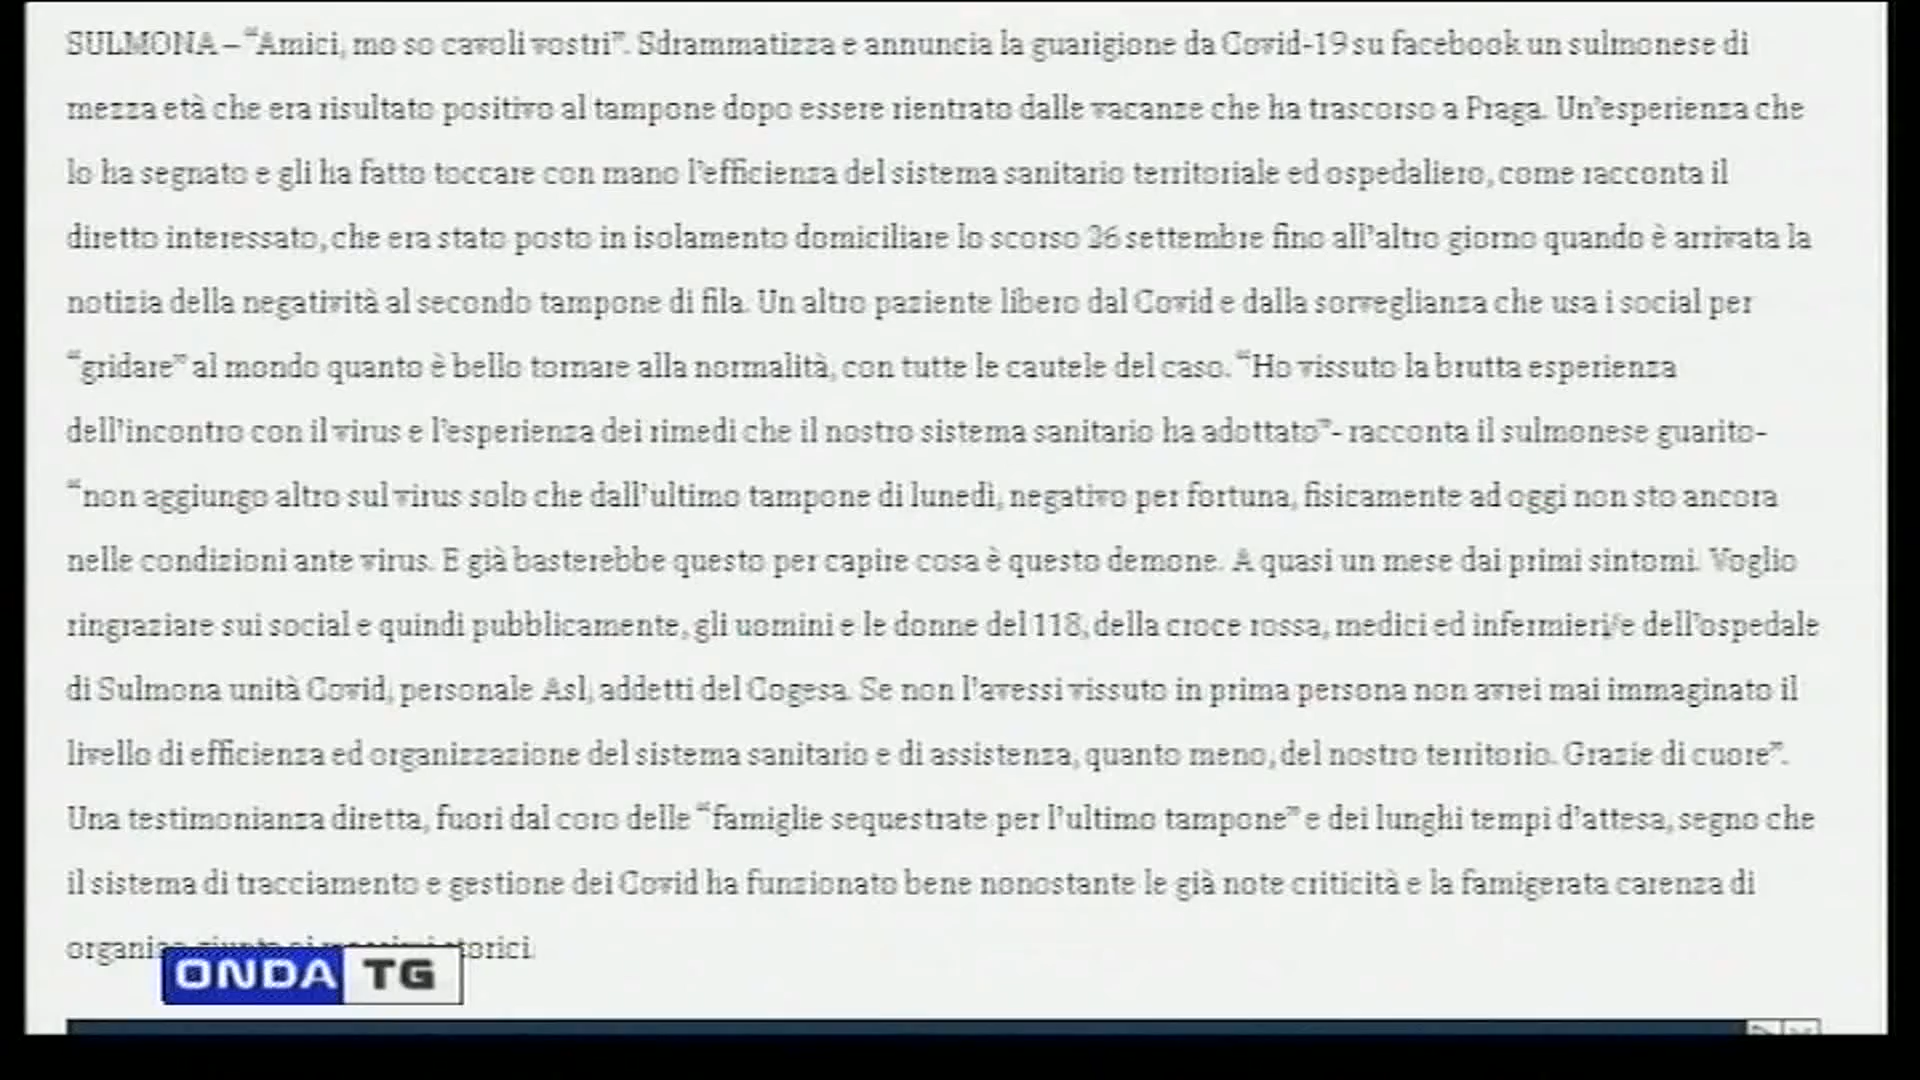 SULMONA – “Amici, mo so cavoli vostri”. Sdrammatizza e annuncia la guarigione da Covid-19 su facebook un sulmonese di
mezza età che era risultato positivo al tampone dopo essere rientrato dalle vacanze che ha trascorso a Praga. Un’esperienza che
lo ha segnato e gli ha fatto toccare con mano l’efficienza del sistema sanitario territoriale ed ospedaliero, come racconta il
diretto interessato, che era stato posto in isolamento domiciliare lo scorso 26 settembre fino all’altro giorno quando è arrivata la
notizia della negatività al secondo tampone di fila. Un altro paziente libero dal Covid e dalla sorveglianza che usa i social per
“gridare” al mondo quanto è bello tornare alla normalità, con tutte le cautele del caso. “Ho vissuto la brutta esperienza
dell’incontro con il virus e l’esperienza dei rimedi che il nostro sistema sanitario ha adottato”- racconta il sulmonese guarito-
“non aggiungo altro sul virus solo che dall’ultimo tampone di lunedì, negativo per fortuna, fisicamente ad oggi non sto ancora
nelle condizioni ante virus. E già basterebbe questo per capire cosa è questo demone. A quasi un mese dai primi sintomi. Voglio
ringraziare sui social e quindi pubblicamente, gli uomini e le donne del 118, della croce rossa, medici ed infermieri/e dell’ospedale
di Sulmona unità Covid, personale Asl, addetti del Cogesa. Se non l’avessi vissuto in prima persona non avrei mai immaginato il
livello di efficienza ed organizzazione del sistema sanitario e di assistenza, quanto meno, del nostro territorio. Grazie di cuore”.
Una testimonianza diretta, fuori dal coro delle “famiglie sequestrate per l’ultimo tampone” e dei lunghi tempi d’attesa, segno che
il sistema di tracciamento e gestione dei Covid ha funzionato bene nonostante le già note criticità e la famigerata carenza di
storici.
ONDA TG